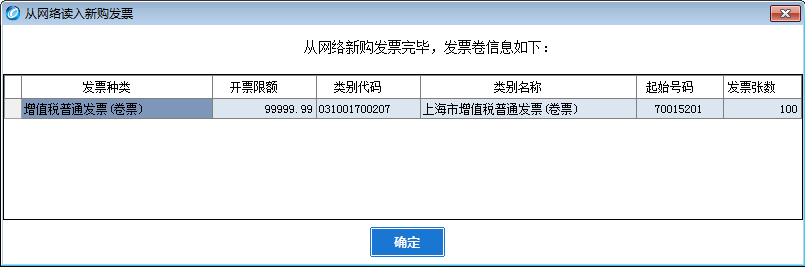 从网络读入新购发票
从网络新购发票完毕，发票卷信息如下：
发票种类 开票限额 类别代码 类别名称 起始号码 发票张数
增值税普通发票(卷票) 99999.99 031001700207 上海市增值税普通发票(卷票) 70015201 100
确定